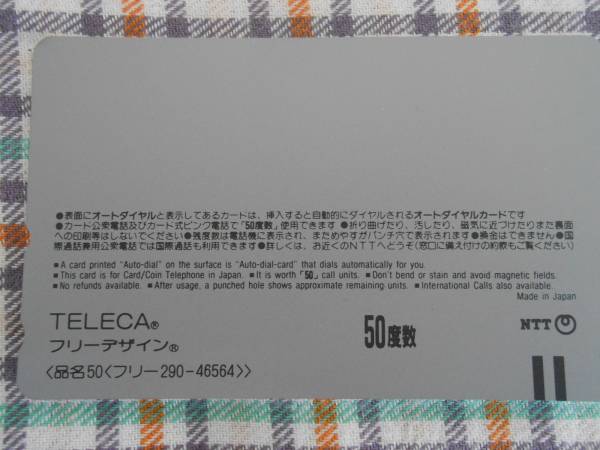 ●表面にオートダイヤルと表示してあるカードは、挿入すると自動的にダイヤルされるオートダイヤルカードです
●カード公衆電話及びカード式ピンク電話で「50度数」使用できます●折り曲げたり、汚したり、磁気に近づけたりまた裏面
への印刷等はしないでください●残度数は電話機に表示され、まためやすがパンチ穴で表示されます●換金はできません●国
際通話兼用公衆電話では国際通話も利用できます●詳しくは、お近くのNTTへどうぞ(窓口に備え付けの約款もご覧ください)
■A card printed "Auto-dial" on the surface is "Auto-dial-card" that dials automatically for you.
■This card is for Card/Coin Telephone in Japan. ■It is worth「50」call units. ■Don't bend or stain and avoid magnetic fields.
■No refunds available. ■After usage, a punched hole shows approximate remaining units. ■International Calls also available.
Made in Japan
TELECA®
フリーデザイン®
50度数
NTT
〈品名50〈フリー290-46564〉〉